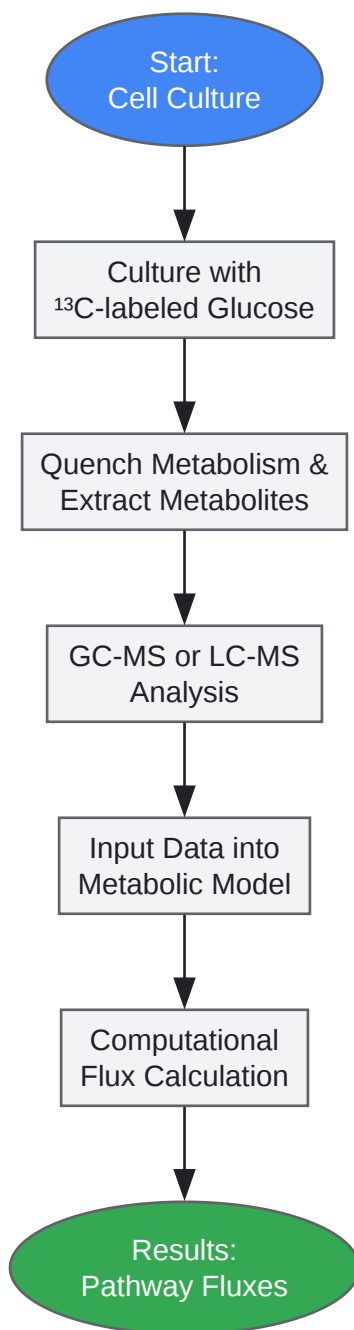 Start:
Cell Culture
Culture with
¹³C-labeled Glucose
Quench Metabolism &
Extract Metabolites
GC-MS or LC-MS
Analysis
Input Data into
Metabolic Model
Computational
Flux Calculation
Results:
Pathway Fluxes